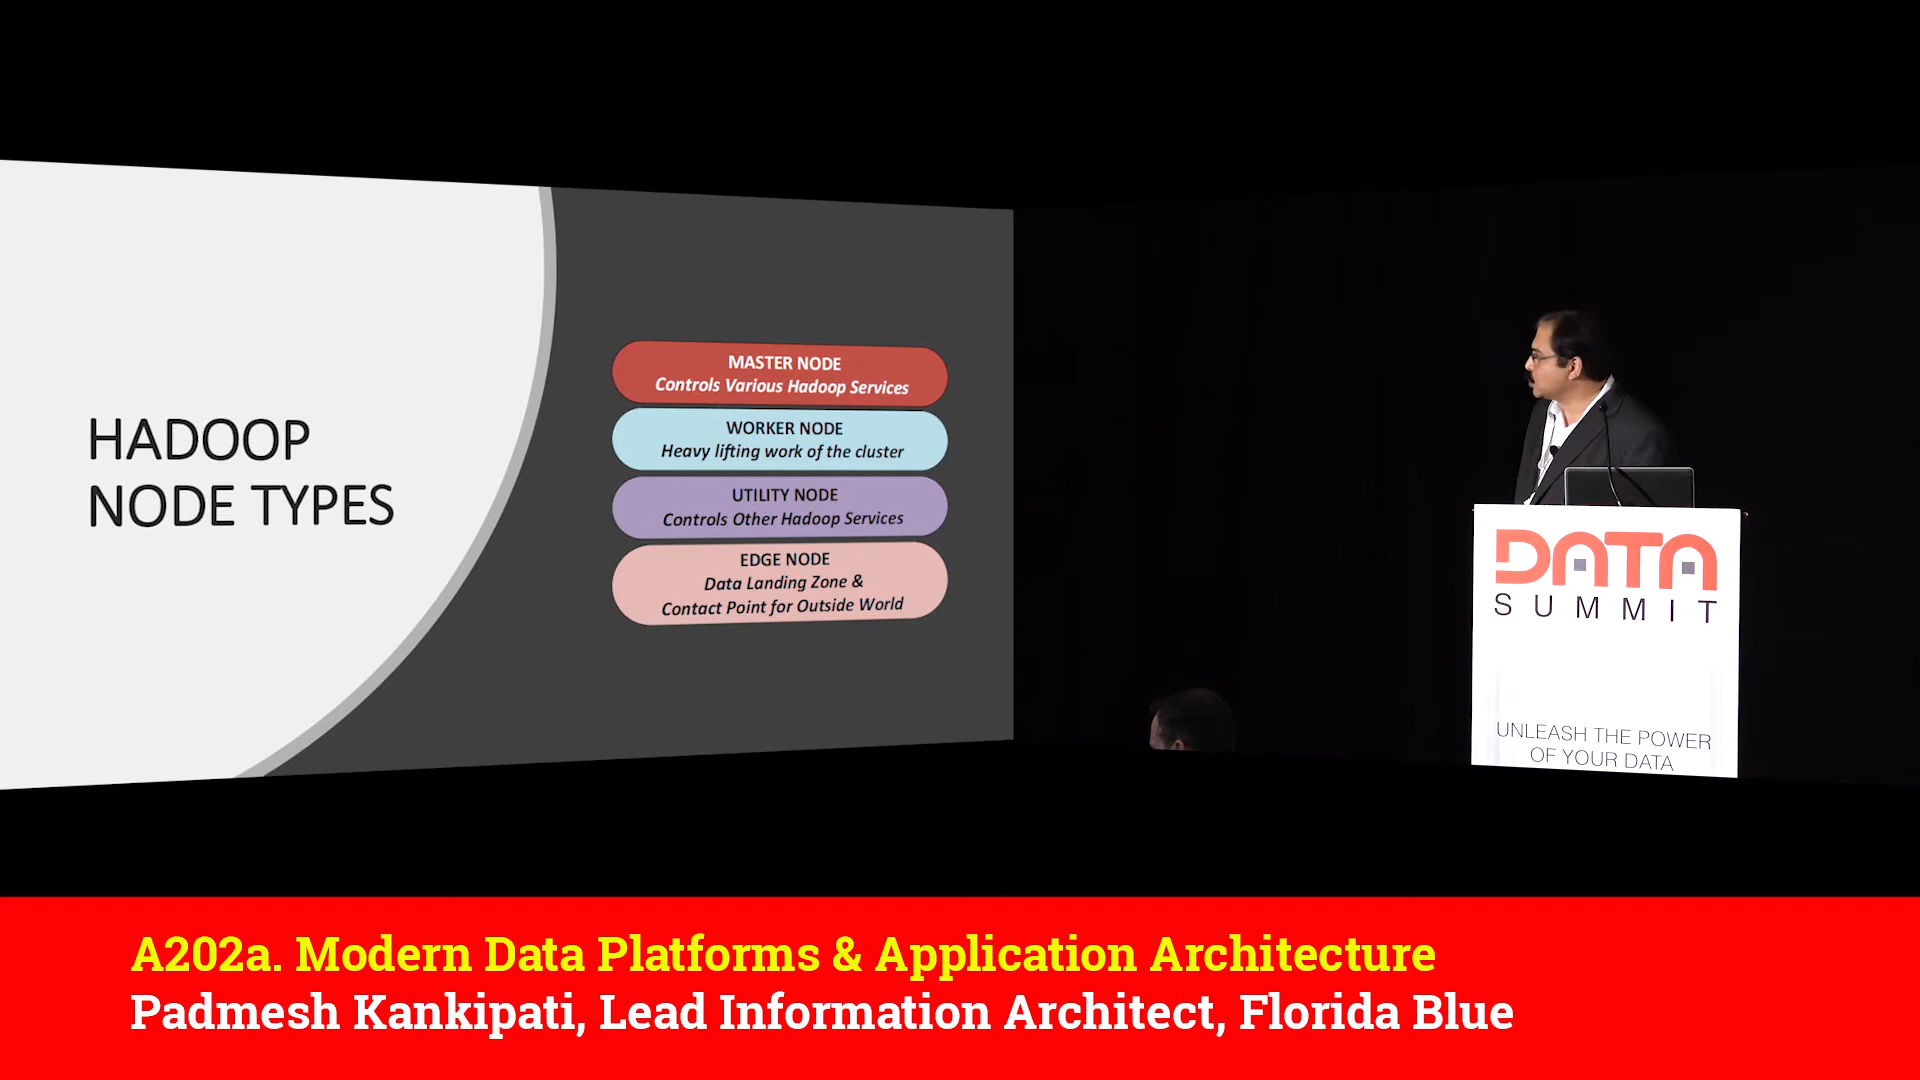 HADOOP
NODE TYPES
MASTER NODE
Controls Various Hadoop Services
WORKER NODE
Heavy lifting work of the cluster
UTILITY NODE
Controls Other Hadoop Services
EDGE NODE
Data Landing Zone &
Contact Point for Outside World
DATA
SUMMIT
UNLEASH THE POWER
OF YOUR DATA
A202a. Modern Data Platforms & Application Architecture
Padmesh Kankipati, Lead Information Architect, Florida Blue